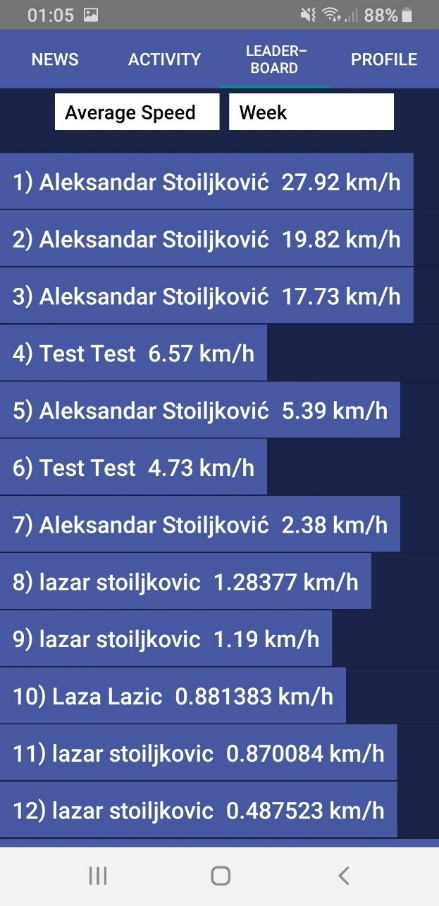 01:05 88%
NEWS ACTIVITY LEADER-
BOARD PROFILE
Average Speed Week
1) Aleksandar Stoiljković 27.92 km/h
2) Aleksandar Stoiljković 19.82 km/h
3) Aleksandar Stoiljković 17.73 km/h
4) Test Test 6.57 km/h
5) Aleksandar Stoiljković 5.39 km/h
6) Test Test 4.73 km/h
7) Aleksandar Stoiljković 2.38 km/h
8) lazar stoiljkovic 1.28377 km/h
9) lazar stoiljkovic 1.19 km/h
10) Laza Lazic 0.881383 km/h
11) lazar stoiljkovic 0.870084 km/h
12) lazar stoiljkovic 0.487523 km/h